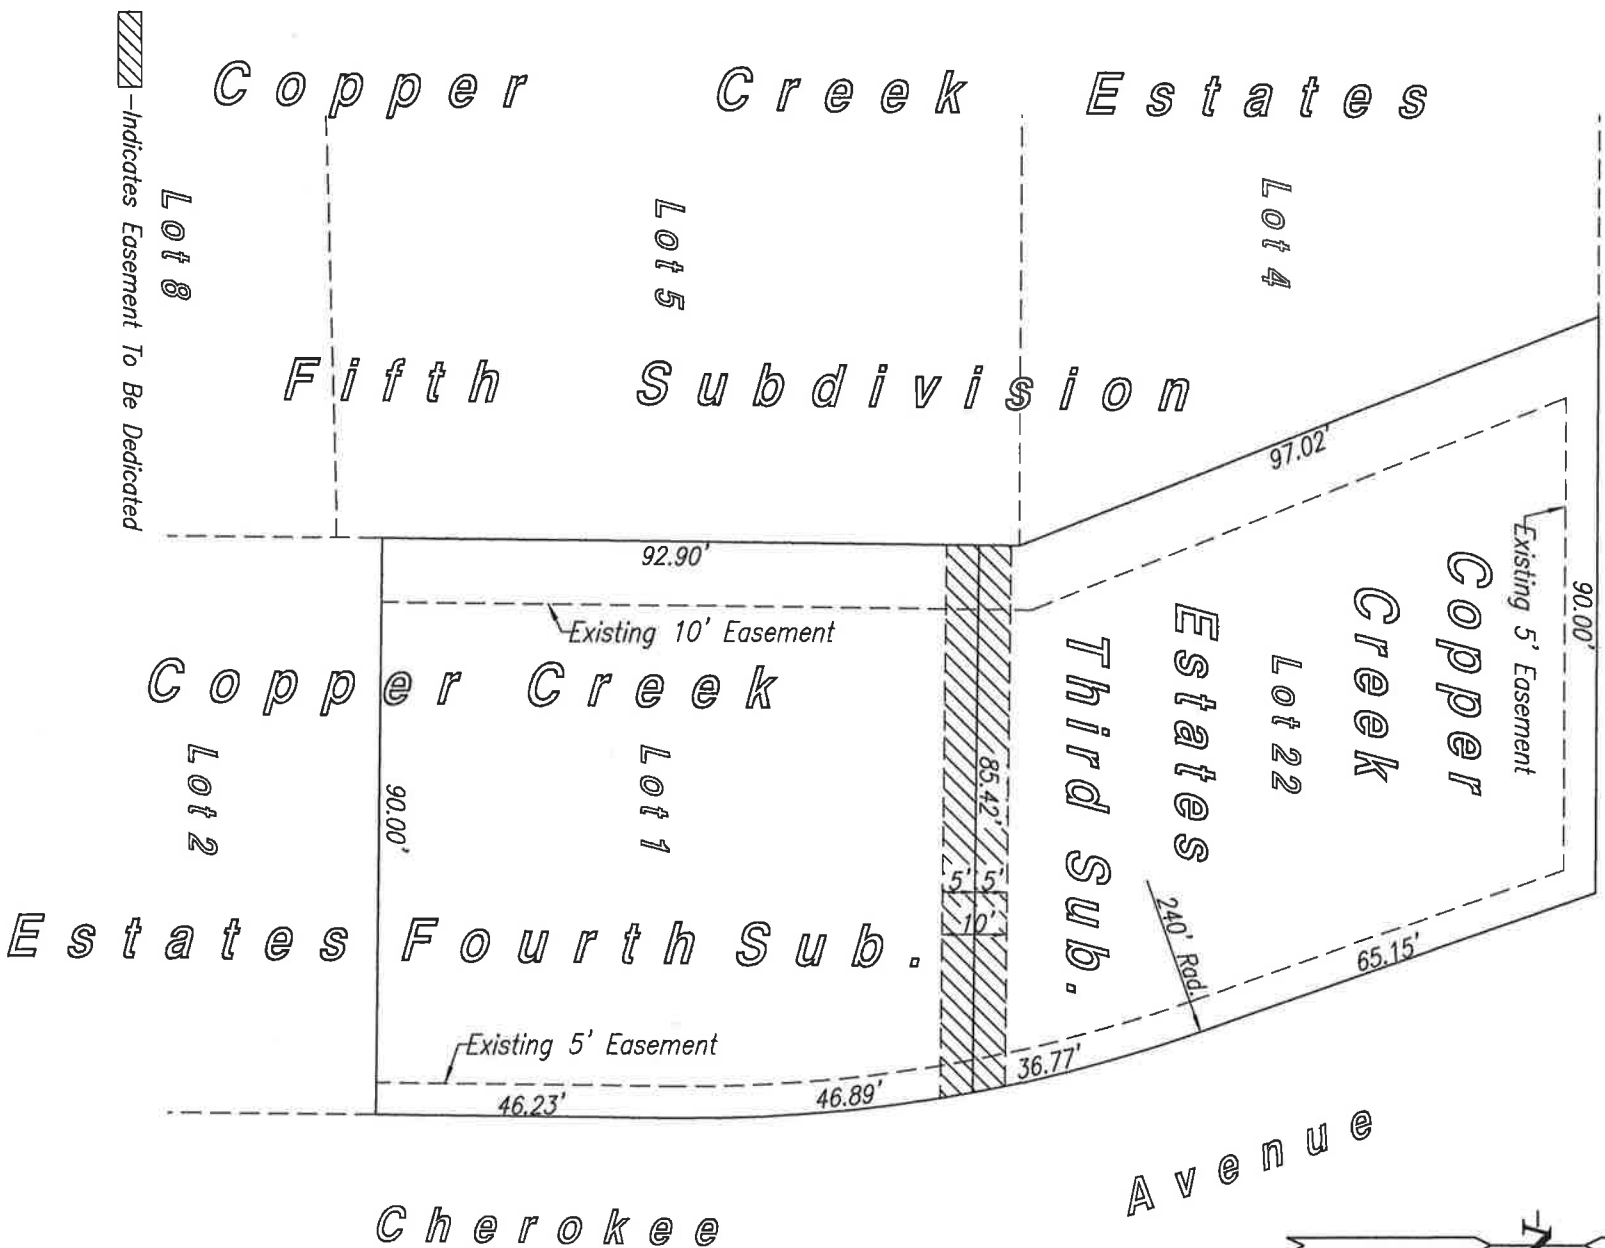 Copper Creek Estates
–Indicates Easement To Be Dedicated
Lot 8
Lot 5
Lot 4
Fifth Subdivision
97.02'
92.90'
Existing 10' Easement
Existing 5' Easement
90.00'
Copper
Creek
Lot 22
Estates
Third Sub.
Copper Creek
Lot 2
90.00'
Lot 1
85.42'
5' 5'
10'
240' Rad.
65.15'
Estates Fourth Sub.
Existing 5' Easement
46.23'
46.89'
36.77'
Cherokee Avenue
N